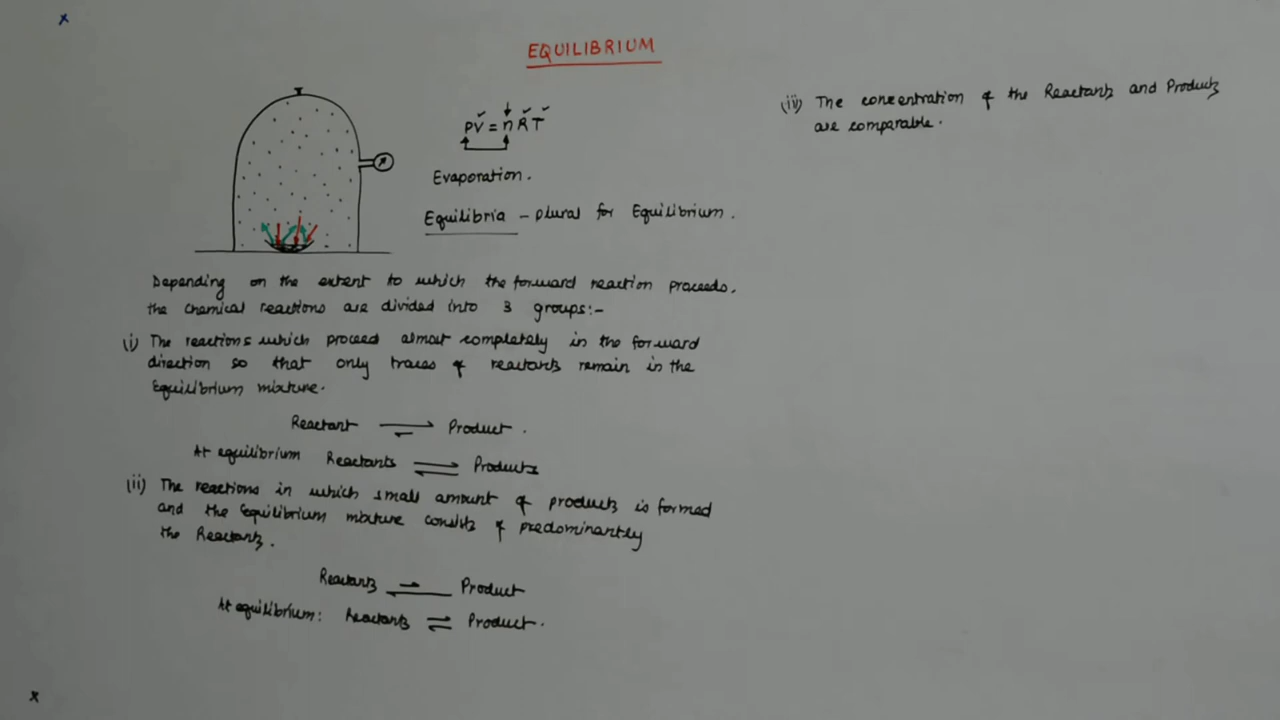 EQUILIBRIUM
PV = nRT
Evaporation.
Equilibria - plural for Equilibrium.
Depending on the extent to which the forward reaction proceeds.
the chemical reactions are divided into 3 groups:-
(i) The reactions which proceed almost completely in the forward
direction so that only traces of reactants remain in the
Equilibrium mixture.
Reactant ⇌ Product.
At equilibrium Reactants ⇌ Products
(ii) The reactions in which small amount of products is formed
and the Equilibrium mixture consists of predominantly
the Reactants.
Reactants ⇌ Product
At equilibrium: Reactants ⇌ Product.
(iii) The concentration of the Reactants and Products
are comparable.